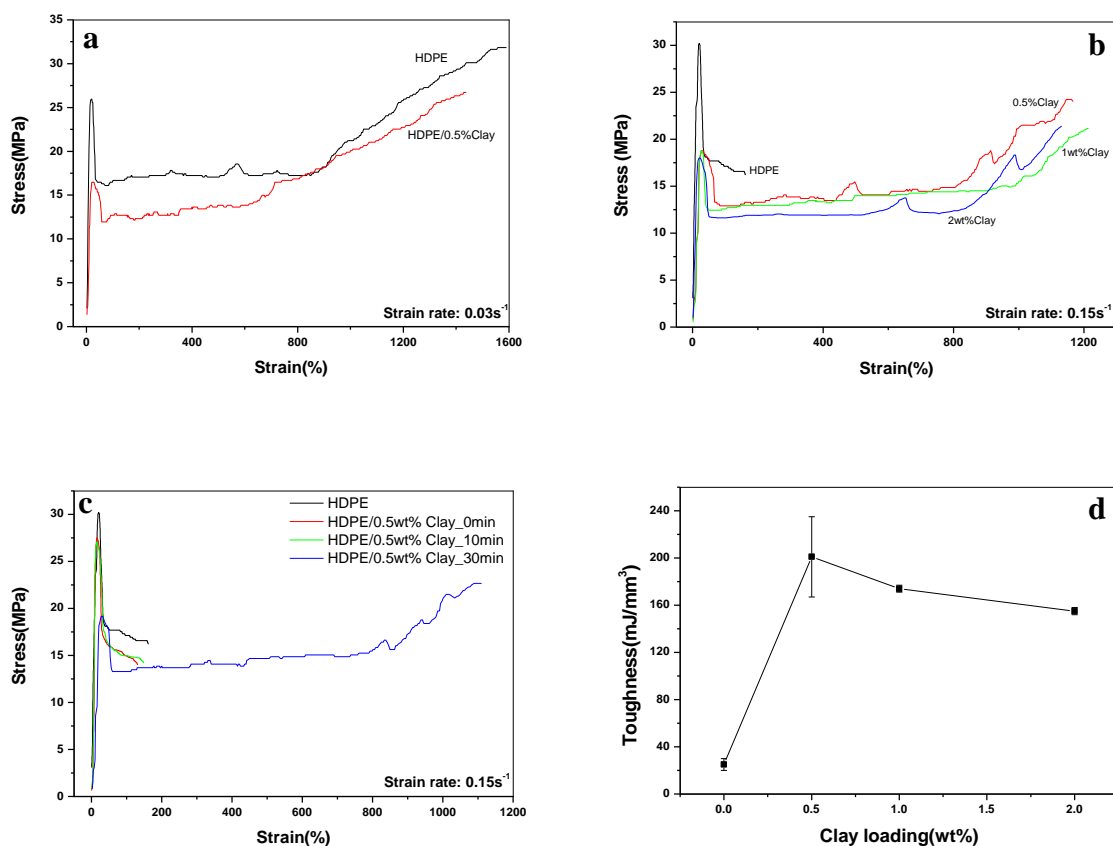 a
HDPE
HDPE/0.5%Clay
Strain rate: 0.03s⁻¹
Stress(MPa)
35
30
25
20
15
10
5
0
0 400 800 1200 1600
Strain(%)
b
0.5%Clay
1wt%Clay
HDPE
2wt%Clay
Strain rate: 0.15s⁻¹
Stress (MPa)
30
25
20
15
10
5
0
0 400 800 1200
Strain(%)
c
HDPE
HDPE/0.5wt% Clay_0min
HDPE/0.5wt% Clay_10min
HDPE/0.5wt% Clay_30min
Strain rate: 0.15s⁻¹
Stress(MPa)
30
25
20
15
10
5
0
0 200 400 600 800 1000 1200
Strain(%)
d
Toughness(mJ/mm³)
240
200
160
120
80
40
0
0.0 0.5 1.0 1.5 2.0
Clay loading(wt%)